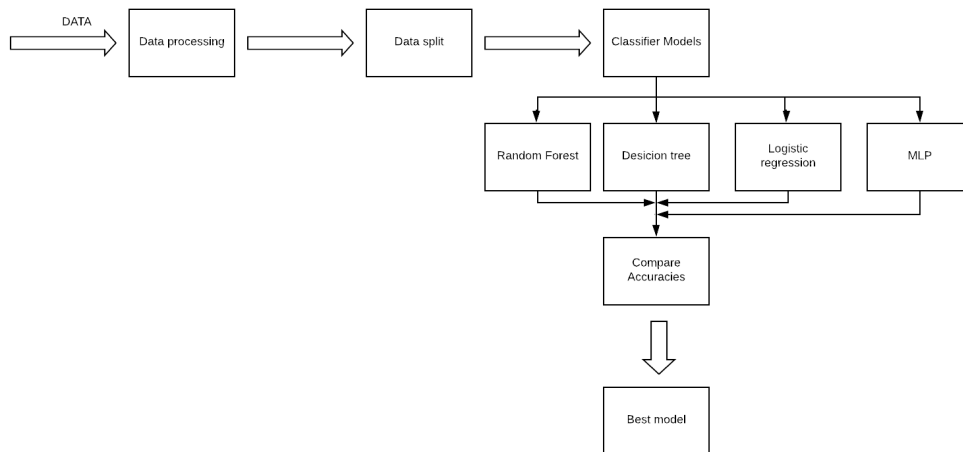 DATA
Data processing
Data split
Classifier Models
Random Forest
Desicion tree
Logistic
regression
MLP
Compare
Accuracies
Best model